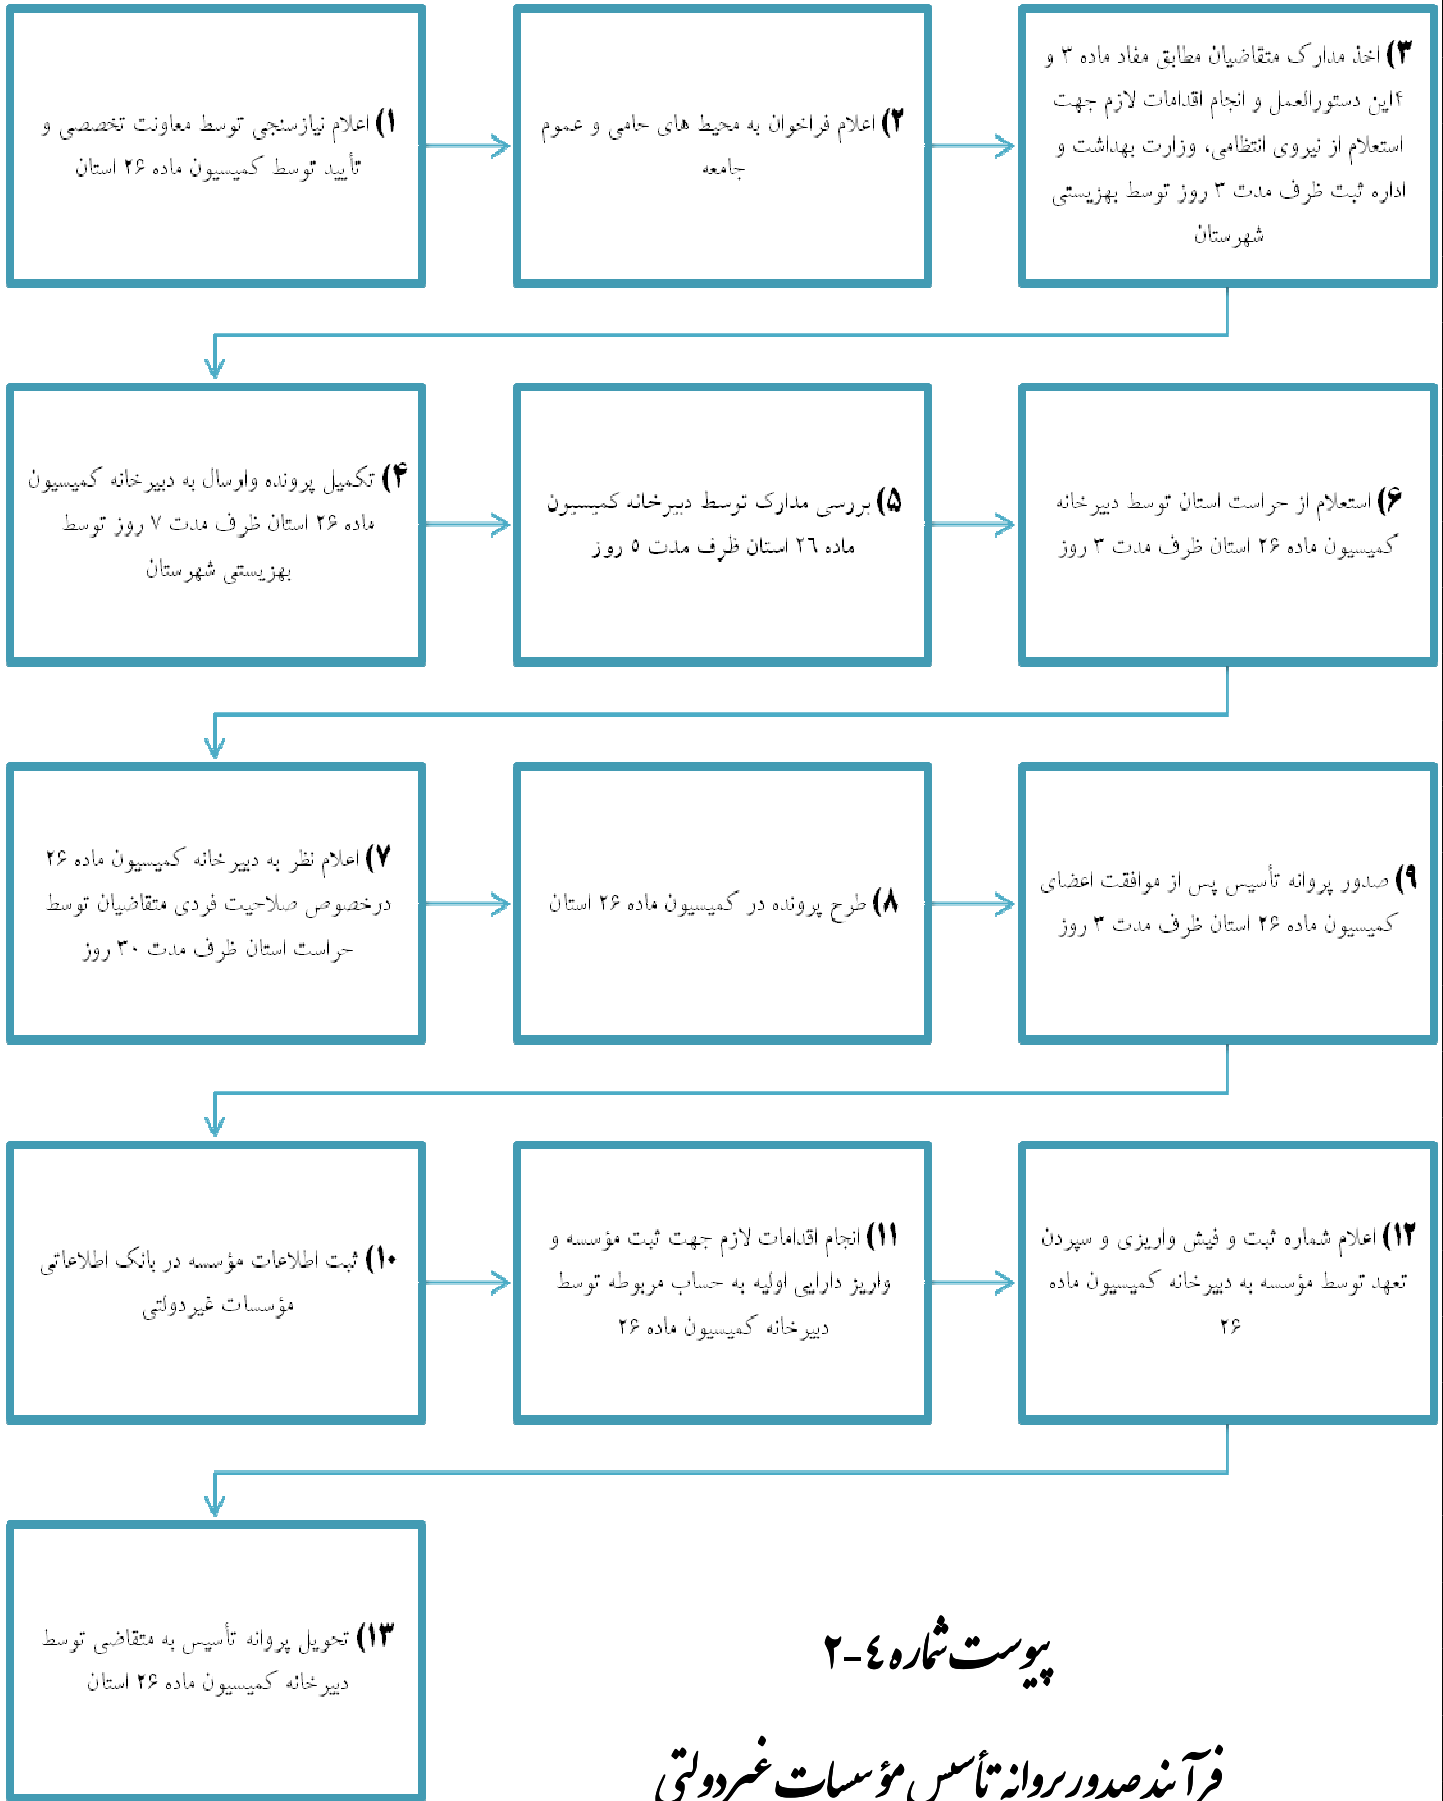 ۱) اعلام نیازسنجی توسط معاونت تخصصی و
تأیید توسط کمیسیون ماده ۲۶ استان
۲) اعلام فراخوان به محیط های حامی و عموم
جامعه
۳) اخذ مدارک متقاضیان مطابق مفاد ماده ۳ و
۴این دستورالعمل و انجام اقدامات لازم جهت
استعلام از نیروی انتظامی، وزارت بهداشت و
اداره ثبت ظرف مدت ۳ روز توسط بهزیستی
شهرستان
۴) تکمیل پرونده وارسال به دبیرخانه کمیسیون
ماده ۲۶ استان ظرف مدت ۷ روز توسط
بهزیستی شهرستان
۵) بررسی مدارک توسط دبیرخانه کمیسیون
ماده ٢٦ استان ظرف مدت ٥ روز
۶) استعلام از حراست استان توسط دبیرخانه
کمیسیون ماده ۲۶ استان ظرف مدت ۳ روز
۷) اعلام نظر به دبیرخانه کمیسیون ماده ۲۶
درخصوص صلاحیت فردی متقاضیان توسط
حراست استان ظرف مدت ۳۰ روز
۸) طرح پرونده در کمیسیون ماده ۲۶ استان
۹) صدور پروانه تأسیس پس از موافقت اعضای
کمیسیون ماده ۲۶ استان ظرف مدت ۳ روز
۱۰) ثبت اطلاعات مؤسسه در بانک اطلاعاتی
مؤسسات غیردولتی
۱۱) انجام اقدامات لازم جهت ثبت مؤسسه و
واریز دارایی اولیه به حساب مربوطه توسط
دبیرخانه کمیسیون ماده ۲۶
۱۲) اعلام شماره ثبت و فیش واریزی و سپردن
تعهد توسط مؤسسه به دبیرخانه کمیسیون ماده
۲۶
۱۳) تحویل پروانه تأسیس به متقاضی توسط
دبیرخانه کمیسیون ماده ۲۶ استان
پیوست شماره ٤-۲
فرآیند صدور پروانه تأسیس مؤسسات غیردولتی